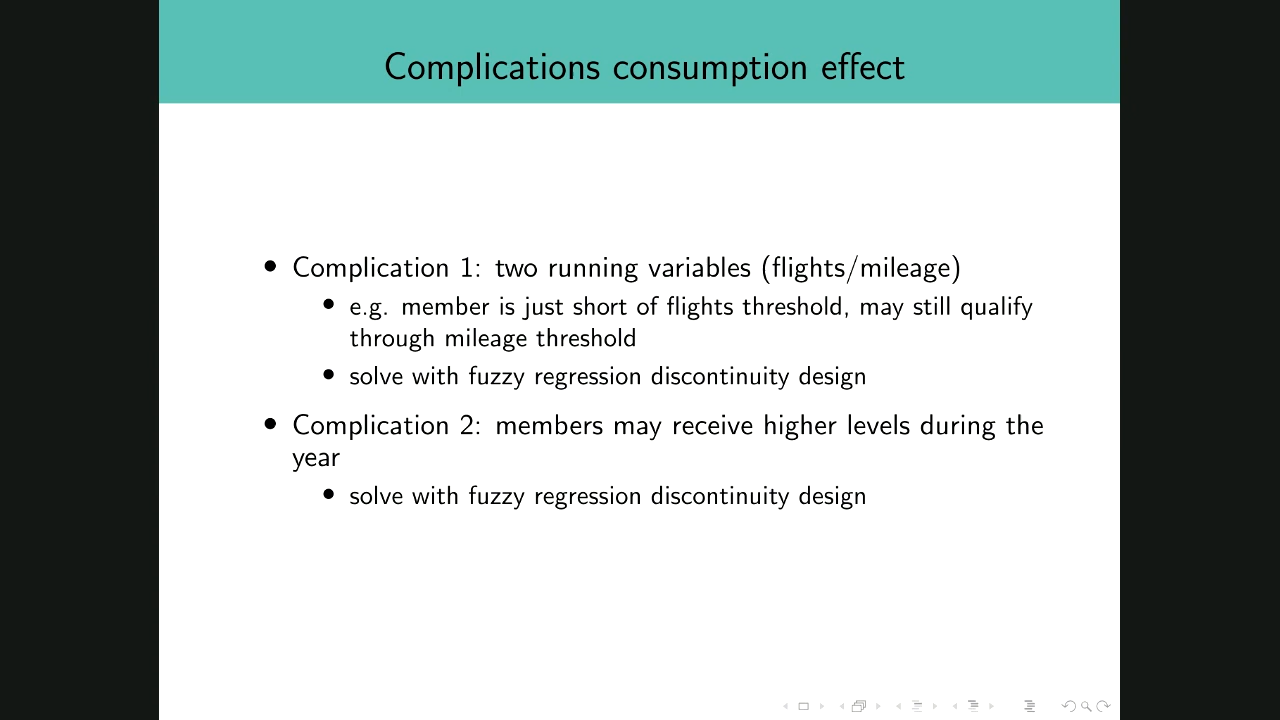 Complications consumption effect
• Complication 1: two running variables (flights/mileage)
• e.g. member is just short of flights threshold, may still qualify
through mileage threshold
• solve with fuzzy regression discontinuity design
• Complication 2: members may receive higher levels during the
year
• solve with fuzzy regression discontinuity design